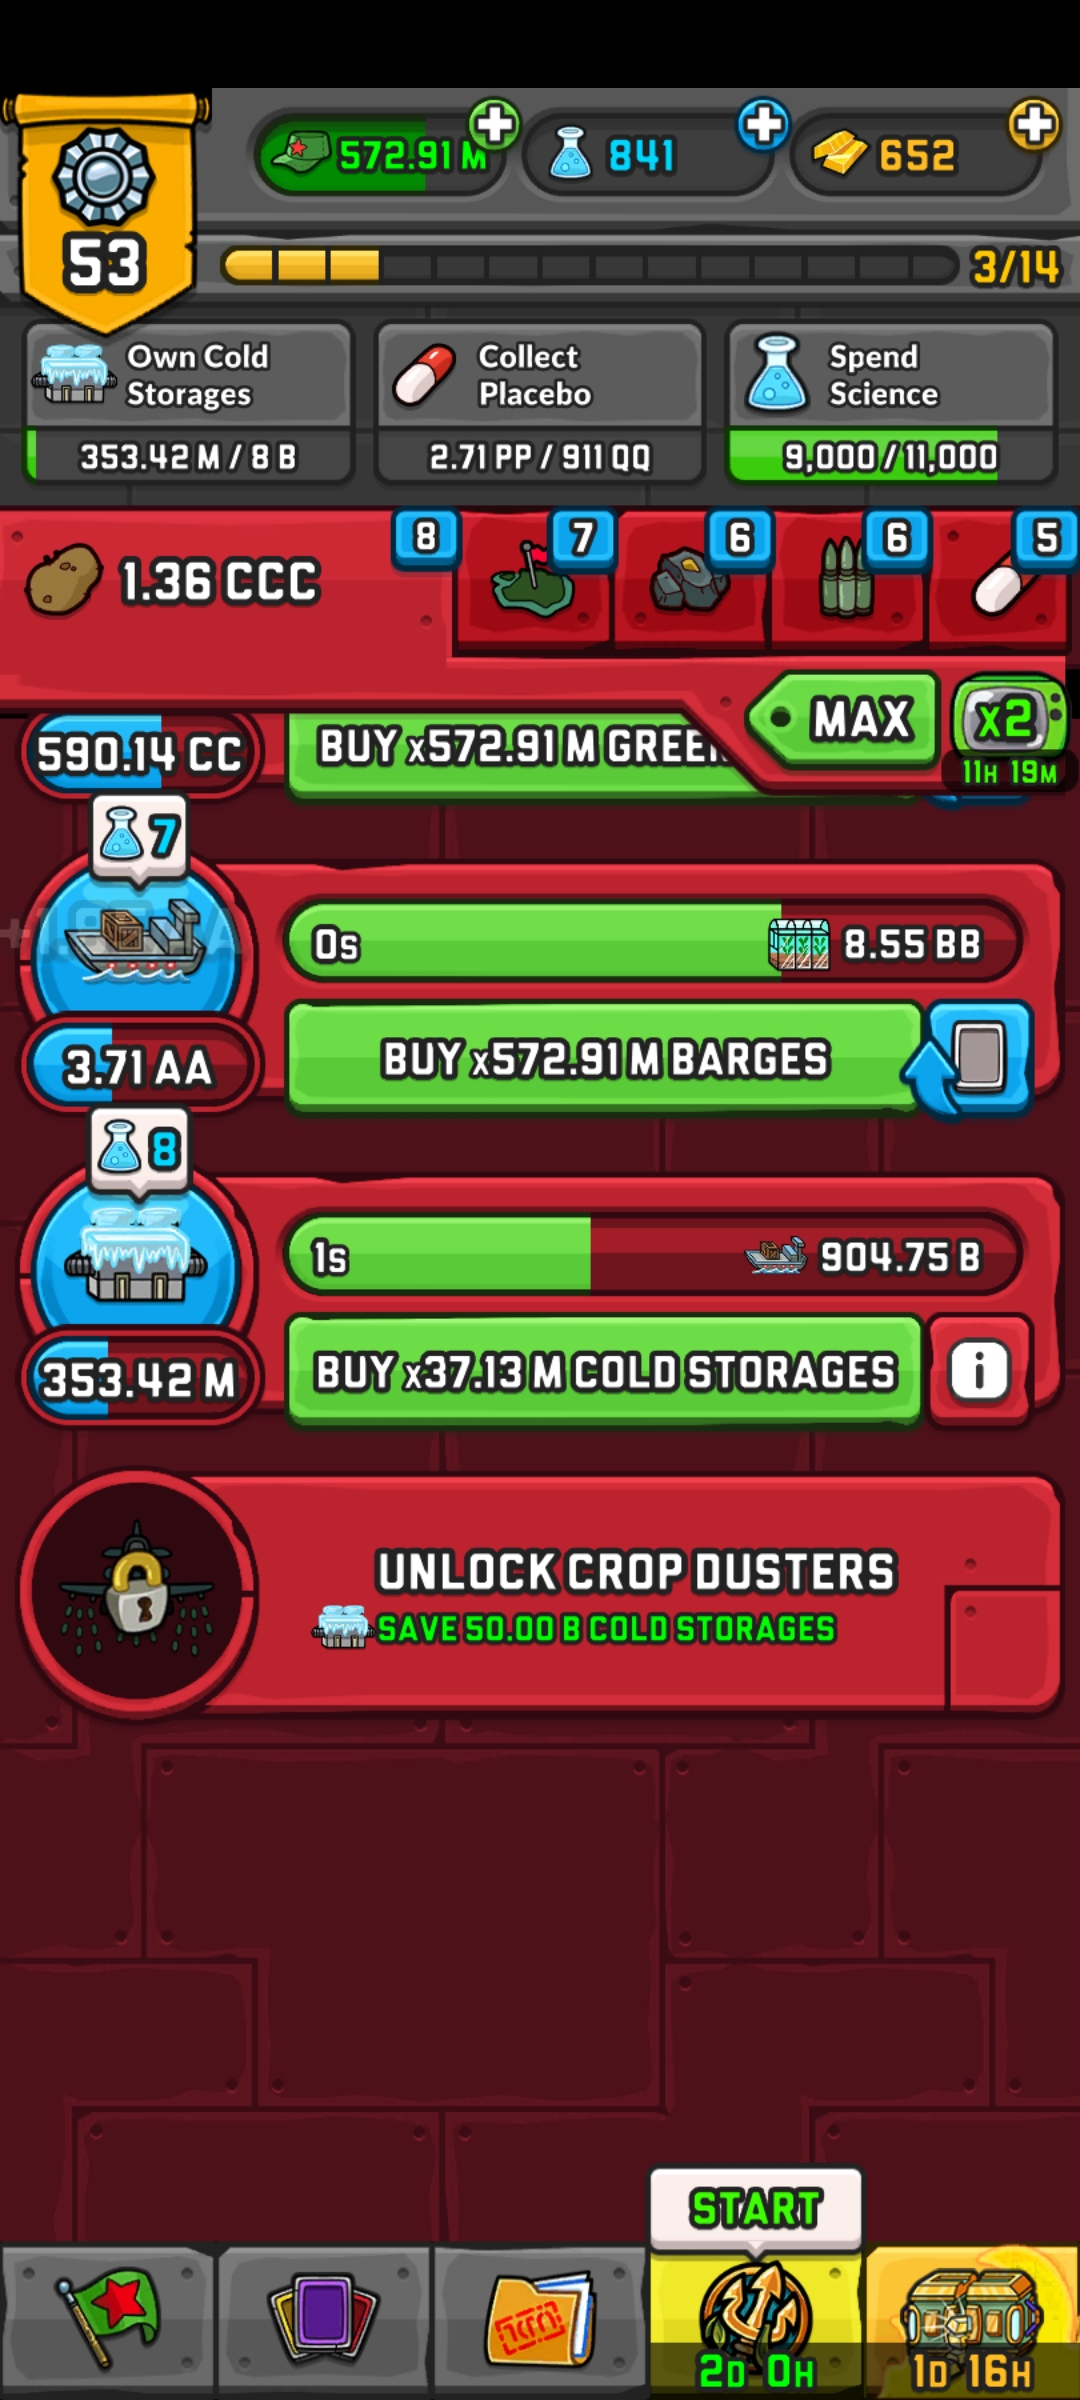 572.91 M
841
652
53
3/14
Own Cold
Storages
353.42 M / 8 B
Collect
Placebo
2.71 PP / 911 QQ
Spend
Science
9,000 / 11,000
1.36 CCC
8
7
6
6
5
MAX
x2
11H 19M
590.14 CC
BUY x572.91 M GREE
7
0s
8.55 BB
3.71 AA
BUY x572.91 M BARGES
8
1s
904.75 B
353.42 M
BUY x37.13 M COLD STORAGES
i
UNLOCK CROP DUSTERS
SAVE 50.00 B COLD STORAGES
START
2D 0H
1D 16H